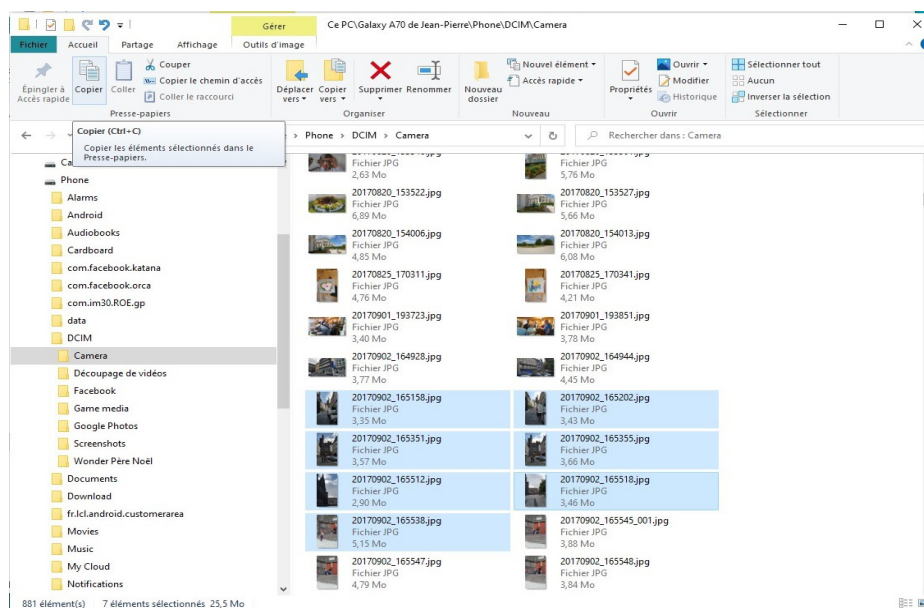 Gérer
Ce PC\Galaxy A70 de Jean-Pierre\Phone\DCIM\Camera
Fichier
Accueil
Partage
Affichage
Outils d'image
Épingler à
Accès rapide
Copier
Coller
Couper
Copier le chemin d'accès
Coller le raccourci
Presse-papiers
Déplacer
vers
Copier
vers
Supprimer
Renommer
Organiser
Nouveau
dossier
Nouvel élément
Accès rapide
Nouveau
Propriétés
Ouvrir
Modifier
Historique
Ouvrir
Sélectionner tout
Aucun
Inverser la sélection
Sélectionner
Copier (Ctrl+C)
Copier les éléments sélectionnés dans le
Presse-papiers.
Phone > DCIM > Camera
Rechercher dans : Camera
Phone
Alarms
Android
Audiobooks
Cardboard
com.facebook.katana
com.facebook.orca
com.im30.ROE.gp
data
DCIM
Camera
Découpage de vidéos
Facebook
Game media
Google Photos
Screenshots
Wonder Père Noël
Documents
Download
fr.lcl.android.customerarea
Movies
Music
My Cloud
Notifications
Fichier JPG
2,63 Mo
Fichier JPG
5,76 Mo
20170820_153522.jpg
Fichier JPG
6,89 Mo
20170820_153527.jpg
Fichier JPG
5,66 Mo
20170820_154006.jpg
Fichier JPG
4,85 Mo
20170820_154013.jpg
Fichier JPG
6,08 Mo
20170825_170311.jpg
Fichier JPG
4,76 Mo
20170825_170341.jpg
Fichier JPG
4,21 Mo
20170901_193723.jpg
Fichier JPG
3,40 Mo
20170901_193851.jpg
Fichier JPG
3,78 Mo
20170902_164928.jpg
Fichier JPG
3,77 Mo
20170902_164944.jpg
Fichier JPG
4,45 Mo
20170902_165158.jpg
Fichier JPG
3,35 Mo
20170902_165202.jpg
Fichier JPG
3,43 Mo
20170902_165351.jpg
Fichier JPG
3,57 Mo
20170902_165355.jpg
Fichier JPG
3,66 Mo
20170902_165512.jpg
Fichier JPG
2,90 Mo
20170902_165518.jpg
Fichier JPG
3,46 Mo
20170902_165538.jpg
Fichier JPG
5,15 Mo
20170902_165545_001.jpg
Fichier JPG
3,88 Mo
20170902_165547.jpg
Fichier JPG
4,79 Mo
20170902_165548.jpg
Fichier JPG
3,84 Mo
881 élément(s)
7 éléments sélectionnés 25,5 Mo